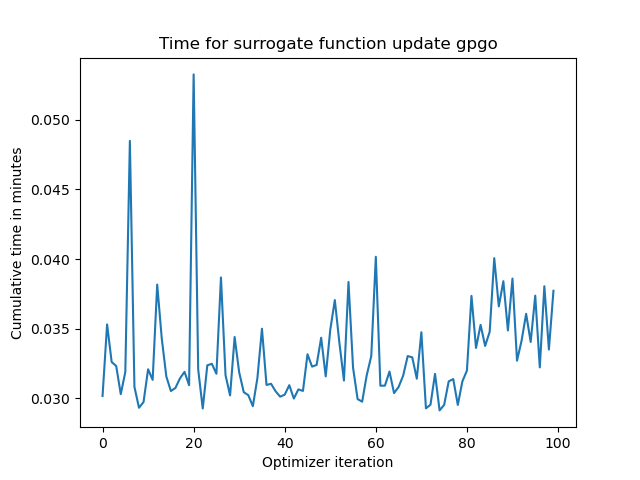 Time for surrogate function update gpgo
0.050
0.045
0.040
0.035
0.030
Cumulative time in minutes
0 20 40 60 80 100
Optimizer iteration